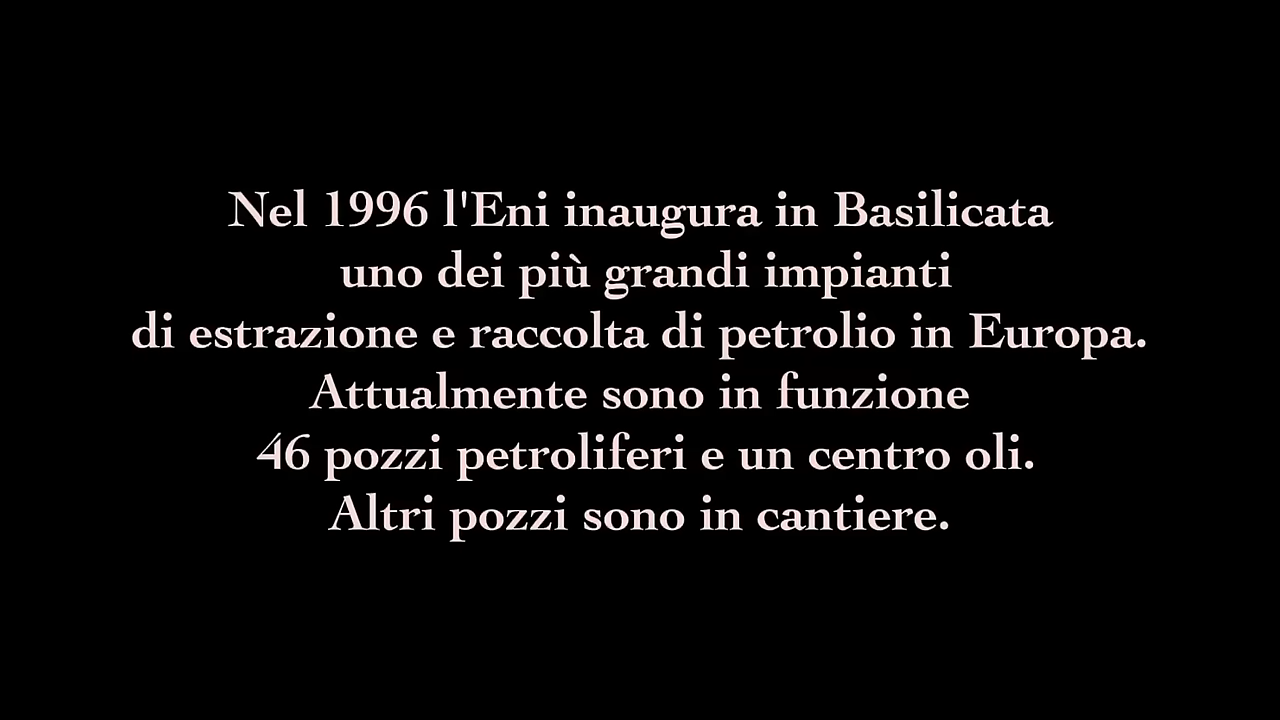 Nel 1996 l'Eni inaugura in Basilicata
uno dei più grandi impianti
di estrazione e raccolta di petrolio in Europa.
Attualmente sono in funzione
46 pozzi petroliferi e un centro oli.
Altri pozzi sono in cantiere.